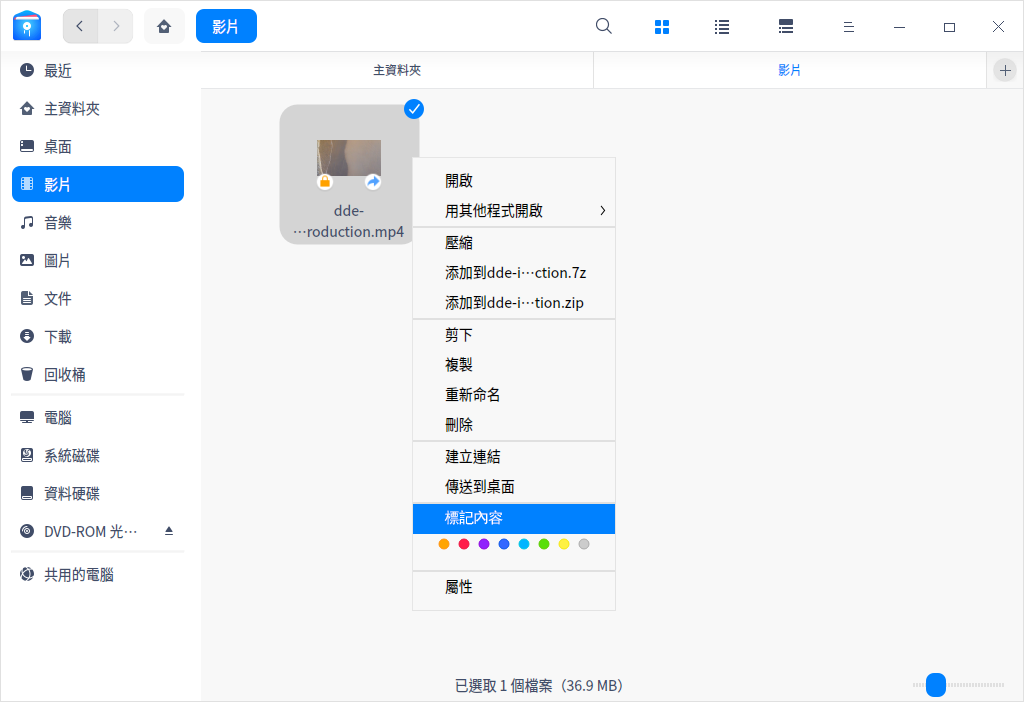 影片
最近
主資料夾
桌面
影片
音樂
圖片
文件
下載
回收桶
電腦
系統磁碟
資料硬碟
DVD-ROM 光⋯
共用的電腦
主資料夾
影片
dde-
⋯roduction.mp4
開啟
用其他程式開啟
壓縮
添加到dde-i⋯ction.7z
添加到dde-i⋯tion.zip
剪下
複製
重新命名
刪除
建立連結
傳送到桌面
標記內容
屬性
已選取 1 個檔案（36.9 MB）